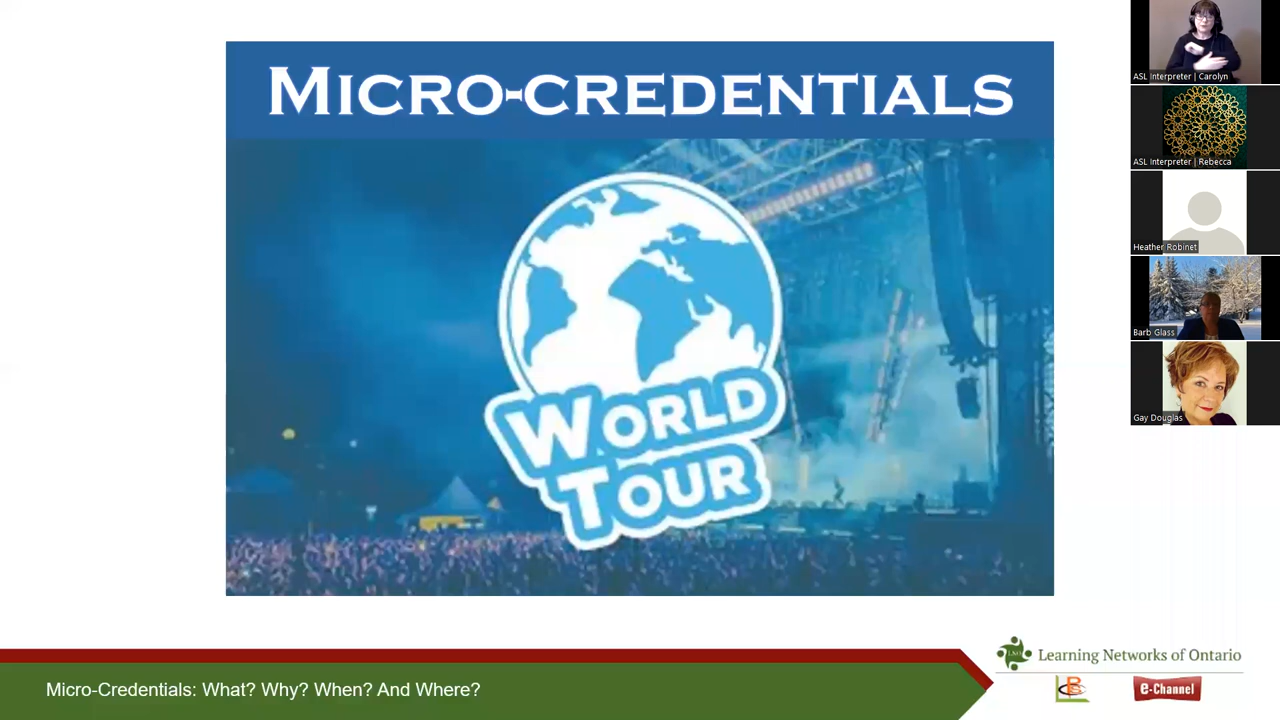 MICRO-CREDENTIALS
WORLD
TOUR
ASL Interpreter | Carolyn
ASL Interpreter | Rebecca
Heather Robinet
Barb Glass
Gay Douglas
Micro-Credentials: What? Why? When? And Where?
Learning Networks of Ontario
e-Channel